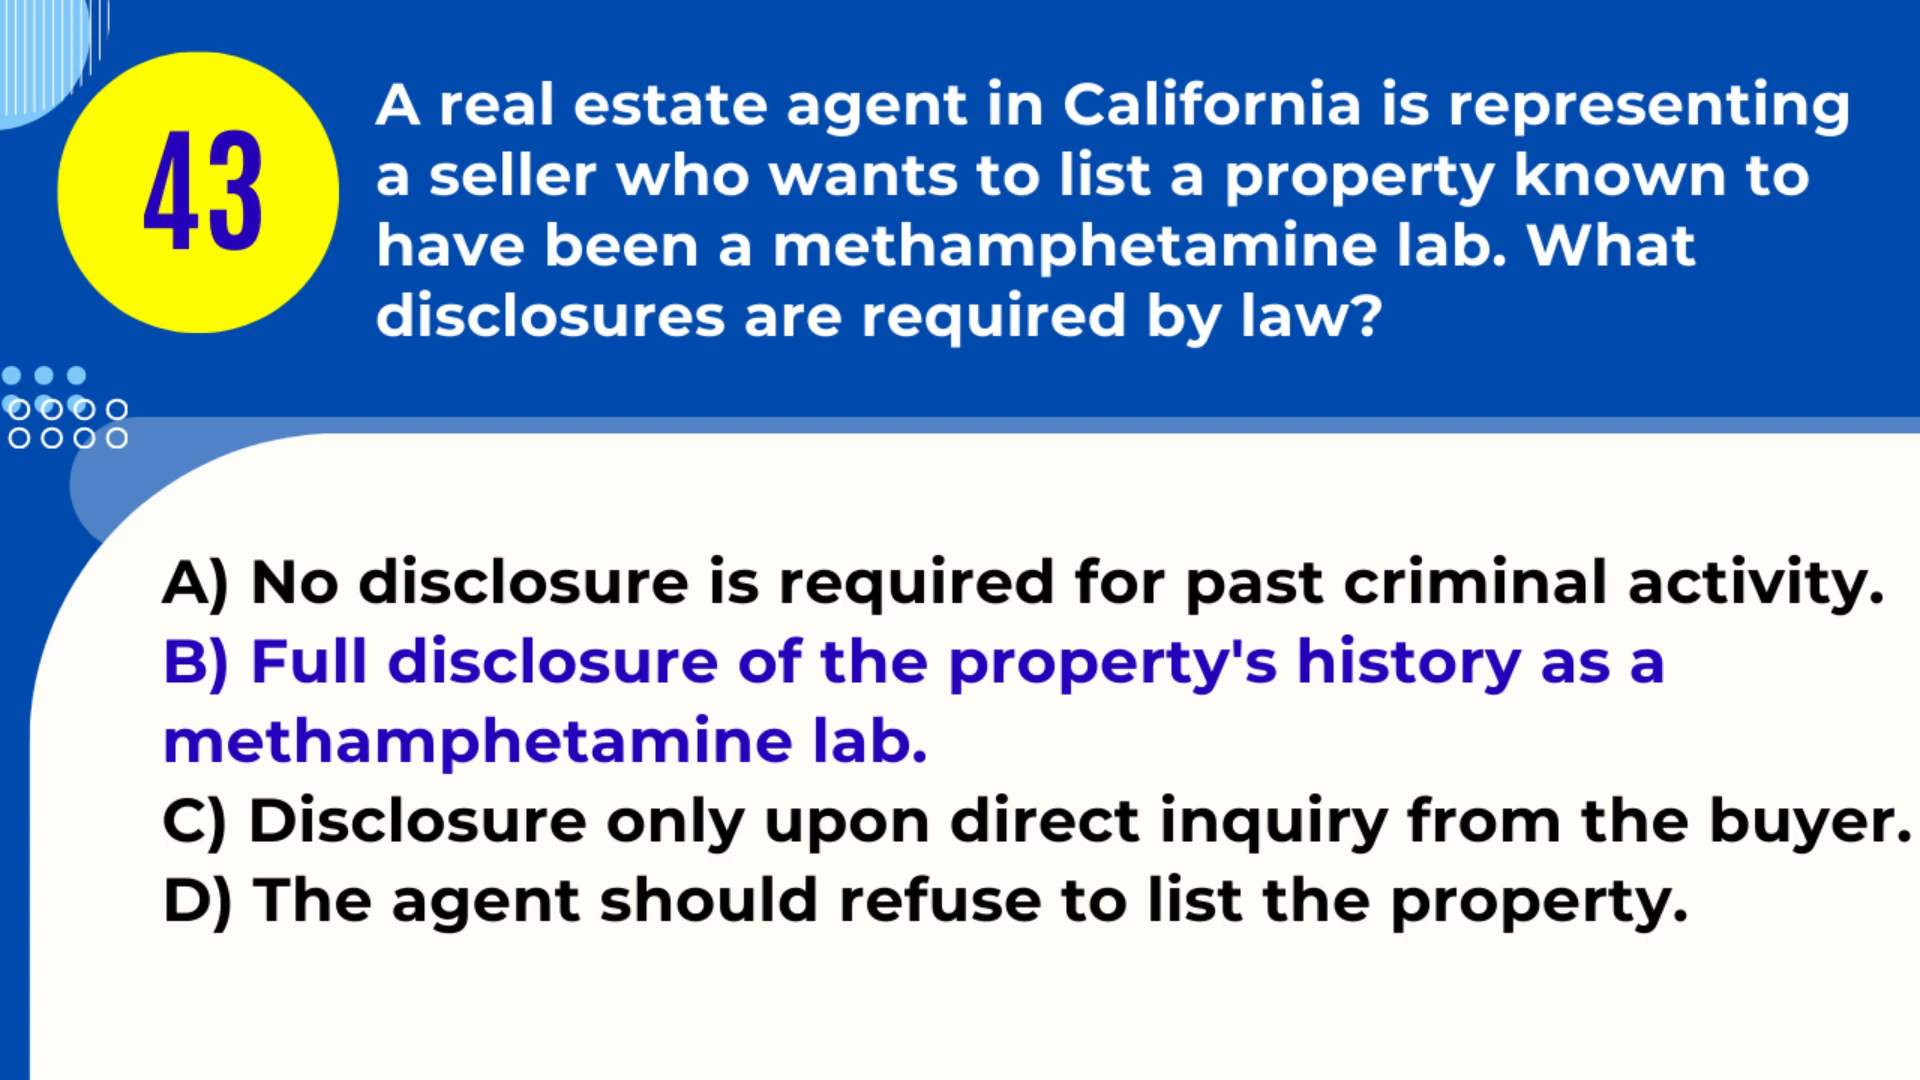 43
A real estate agent in California is representing
a seller who wants to list a property known to
have been a methamphetamine lab. What
disclosures are required by law?
A) No disclosure is required for past criminal activity.
B) Full disclosure of the property's history as a
methamphetamine lab.
C) Disclosure only upon direct inquiry from the buyer.
D) The agent should refuse to list the property.